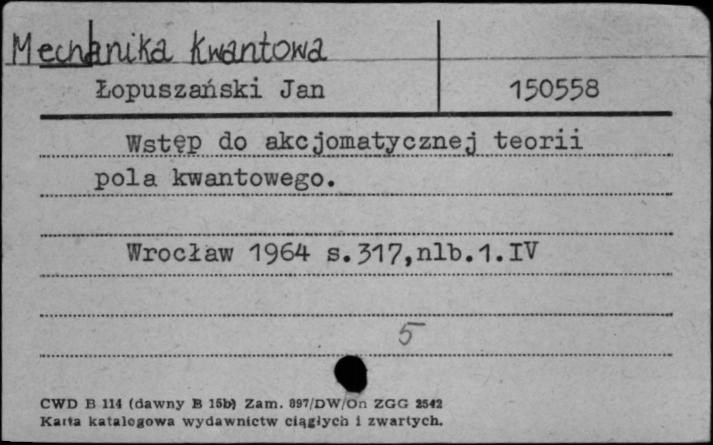 Mechanika Kwantowa
Łopuszański Jan 150558
Wstęp do akcjomatycznej teorii
pola kwantowego.
Wrocław 1964 s.317,nlb.1.IV
5
CWD B 114 (dawny B 15b) Zam. 897/DW/On ZGG 2542
Karta katalogowa wydawnictw ciągłych i zwartych.